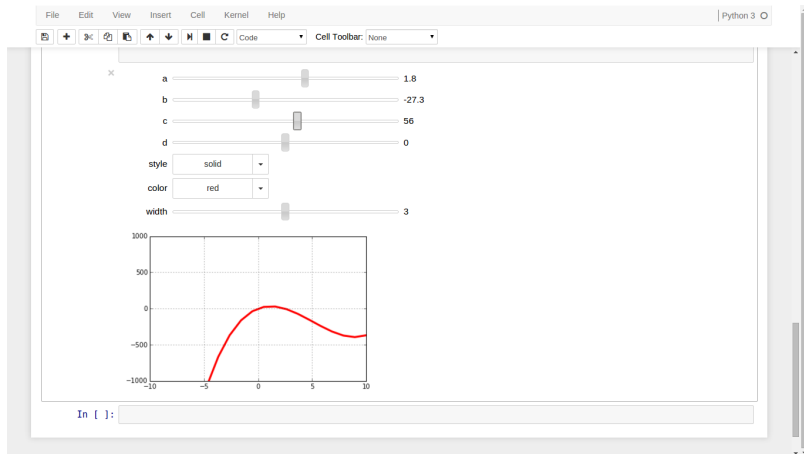 File Edit View Insert Cell Kernel Help Python 3
Code Cell Toolbar: None
a 1.8
b -27.3
c 56
d 0
style solid
color red
width 3
1000
500
0
−500
−1000
−10 −5 0 5 10
In [ ]: